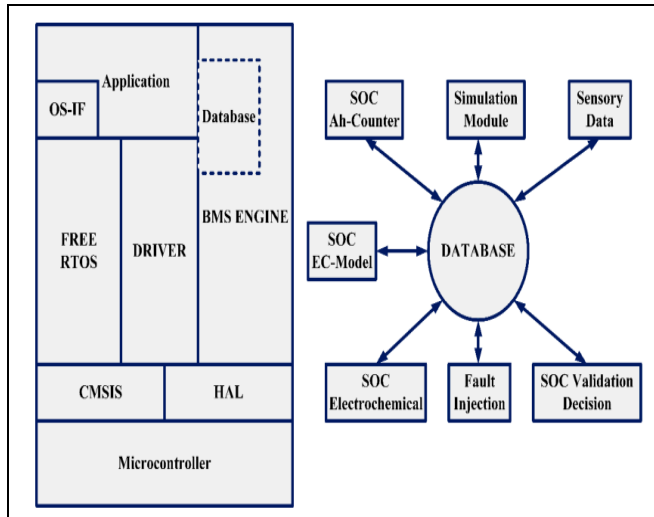 Application
OS-IF
Database
FREE
RTOS
DRIVER
BMS ENGINE
CMSIS
HAL
Microcontroller
SOC
Ah-Counter
Simulation
Module
Sensory
Data
SOC
EC-Model
DATABASE
SOC
Electrochemical
Fault
Injection
SOC Validation
Decision